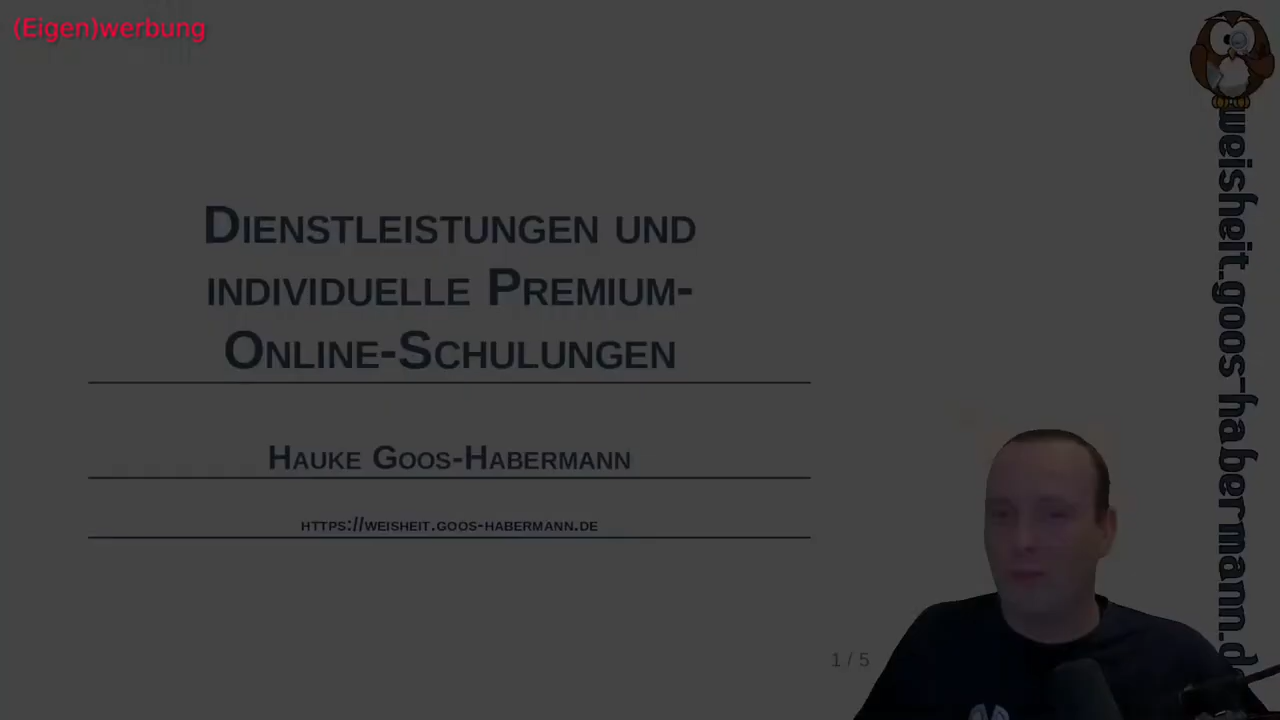 (Eigen)werbung
Dienstleistungen und
individuelle Premium-
Online-Schulungen
Hauke Goos-Habermann
https://weisheit.goos-habermann.de
1 / 5
weisheit.goos-habermann.de